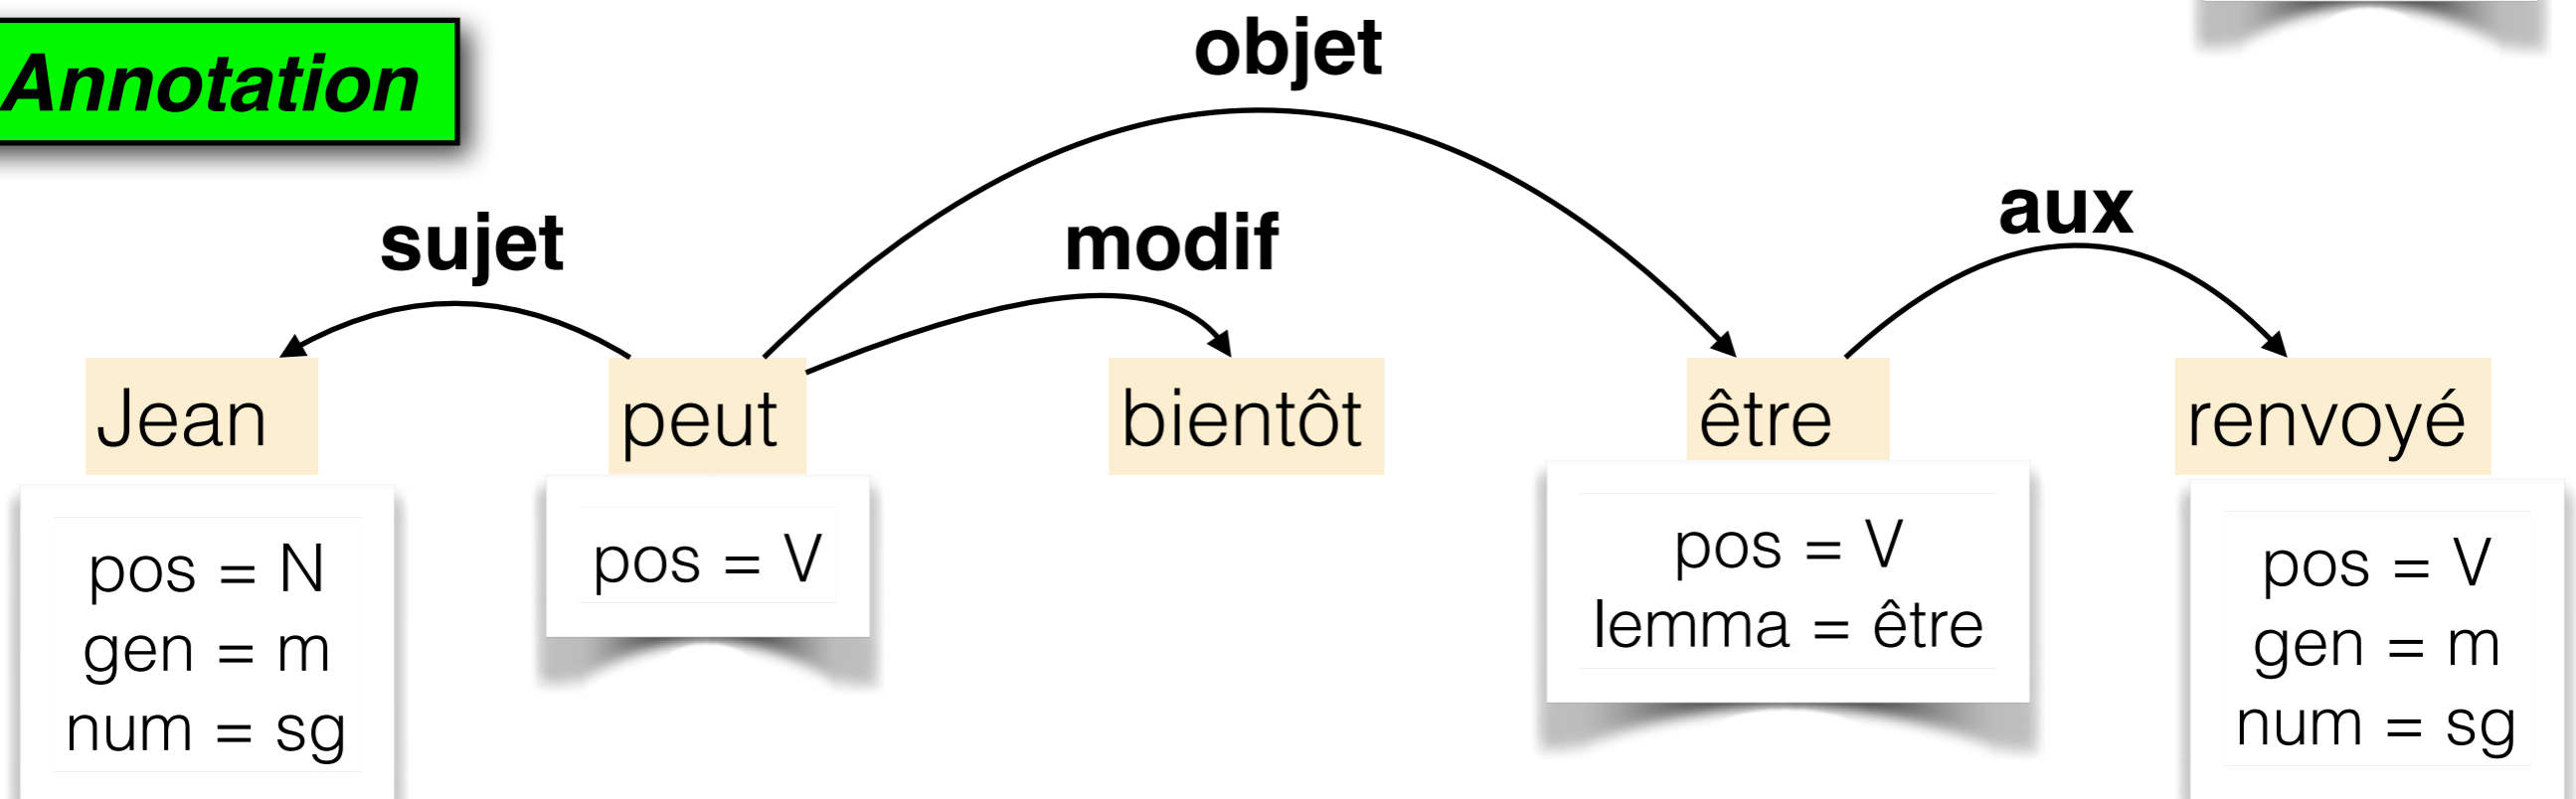 Annotation
objet
sujet
modif
aux
Jean peut bientôt être renvoyé
pos = N
gen = m
num = sg
pos = V
pos = V
lemma = être
pos = V
gen = m
num = sg